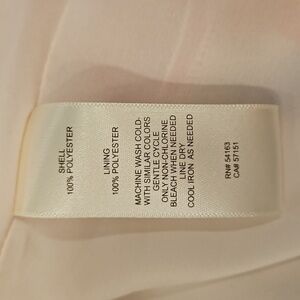 SHELL
100% POLYESTER
LINING
100% POLYESTER
MACHINE WASH COLD-
WITH SIMILAR COLORS
GENTLE CYCLE
ONLY NON-CHLORINE
BLEACH WHEN NEEDED
LINE DRY
COOL IRON AS NEEDED
RN# 54163
CA# 57151